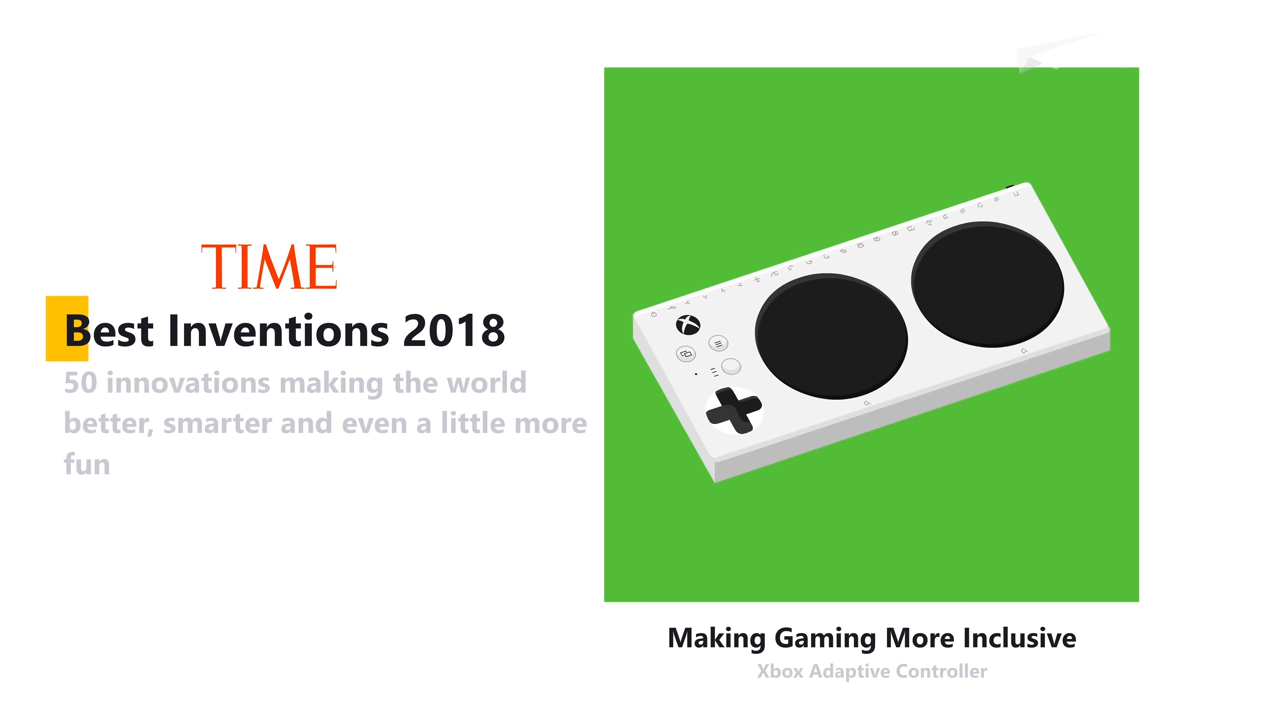 TIME
Best Inventions 2018
50 innovations making the world
better, smarter and even a little more
fun
Making Gaming More Inclusive
Xbox Adaptive Controller